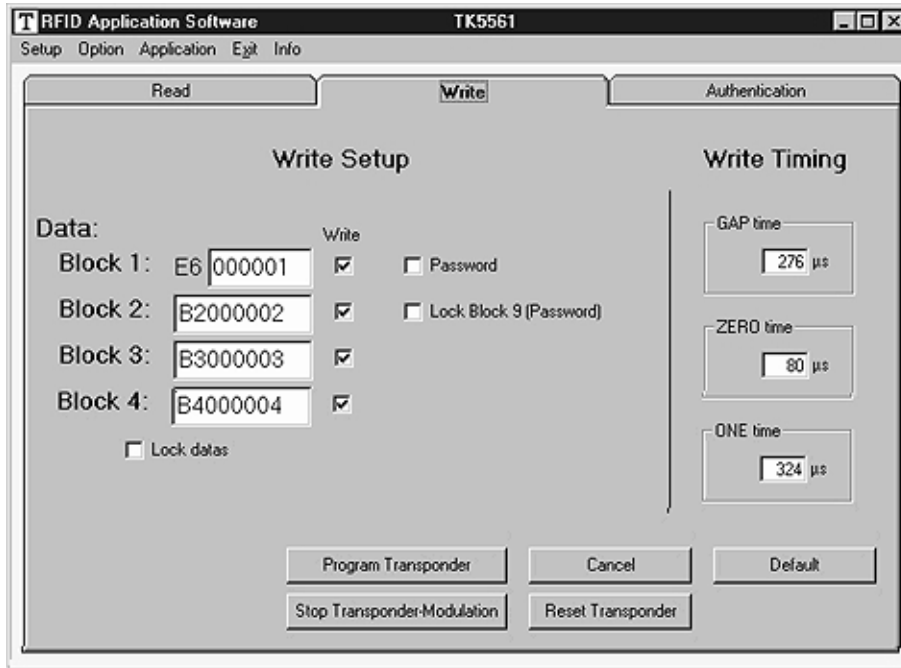 T RFID Application Software TK5561
Setup Option Application Exit Info
Read Write Authentication
Write Setup
Write Timing
Data:
Write
Block 1: E6 000001 Password
Block 2: B2000002 Lock Block 9 (Password)
Block 3: B3000003
Block 4: B4000004
Lock datas
GAP time
276 µs
ZERO time
80 µs
ONE time
324 µs
Program Transponder Cancel Default
Stop Transponder-Modulation Reset Transponder